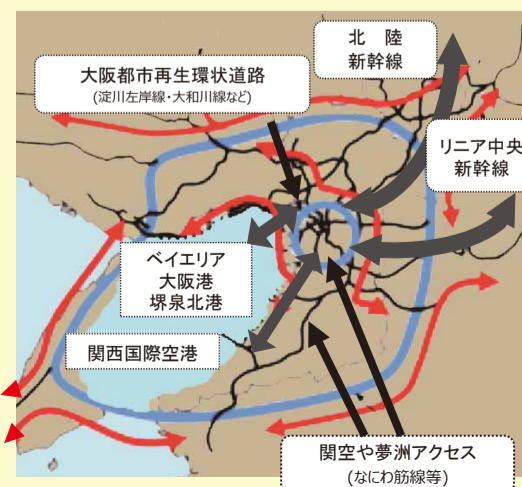 北 陸
新幹線
大阪都市再生環状道路
(淀川左岸線・大和川線など)
リニア中央
新幹線
ベイエリア
大阪港
堺泉北港
関西国際空港
関空や夢洲アクセス
(なにわ筋線等)